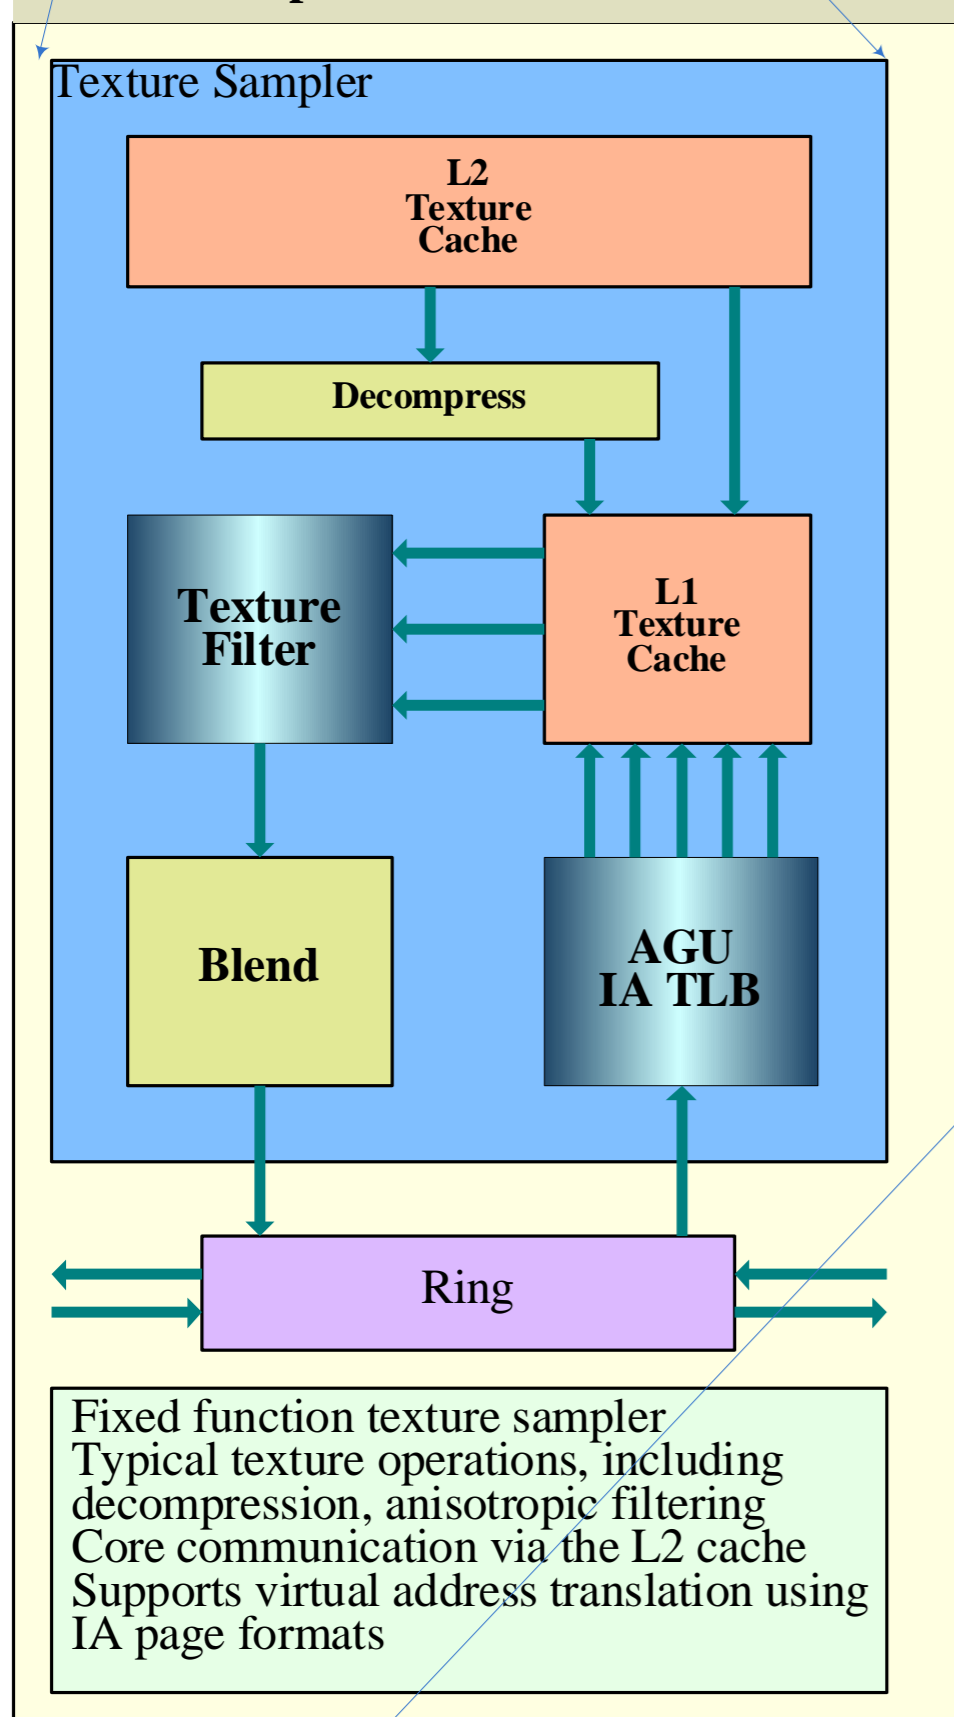 Texture Sampler
L2
Texture
Cache
Decompress
Texture
Filter
L1
Texture
Cache
Blend
AGU
IA TLB
Ring
Fixed function texture sampler
Typical texture operations, including
decompression, anisotropic filtering
Core communication via the L2 cache
Supports virtual address translation using
IA page formats